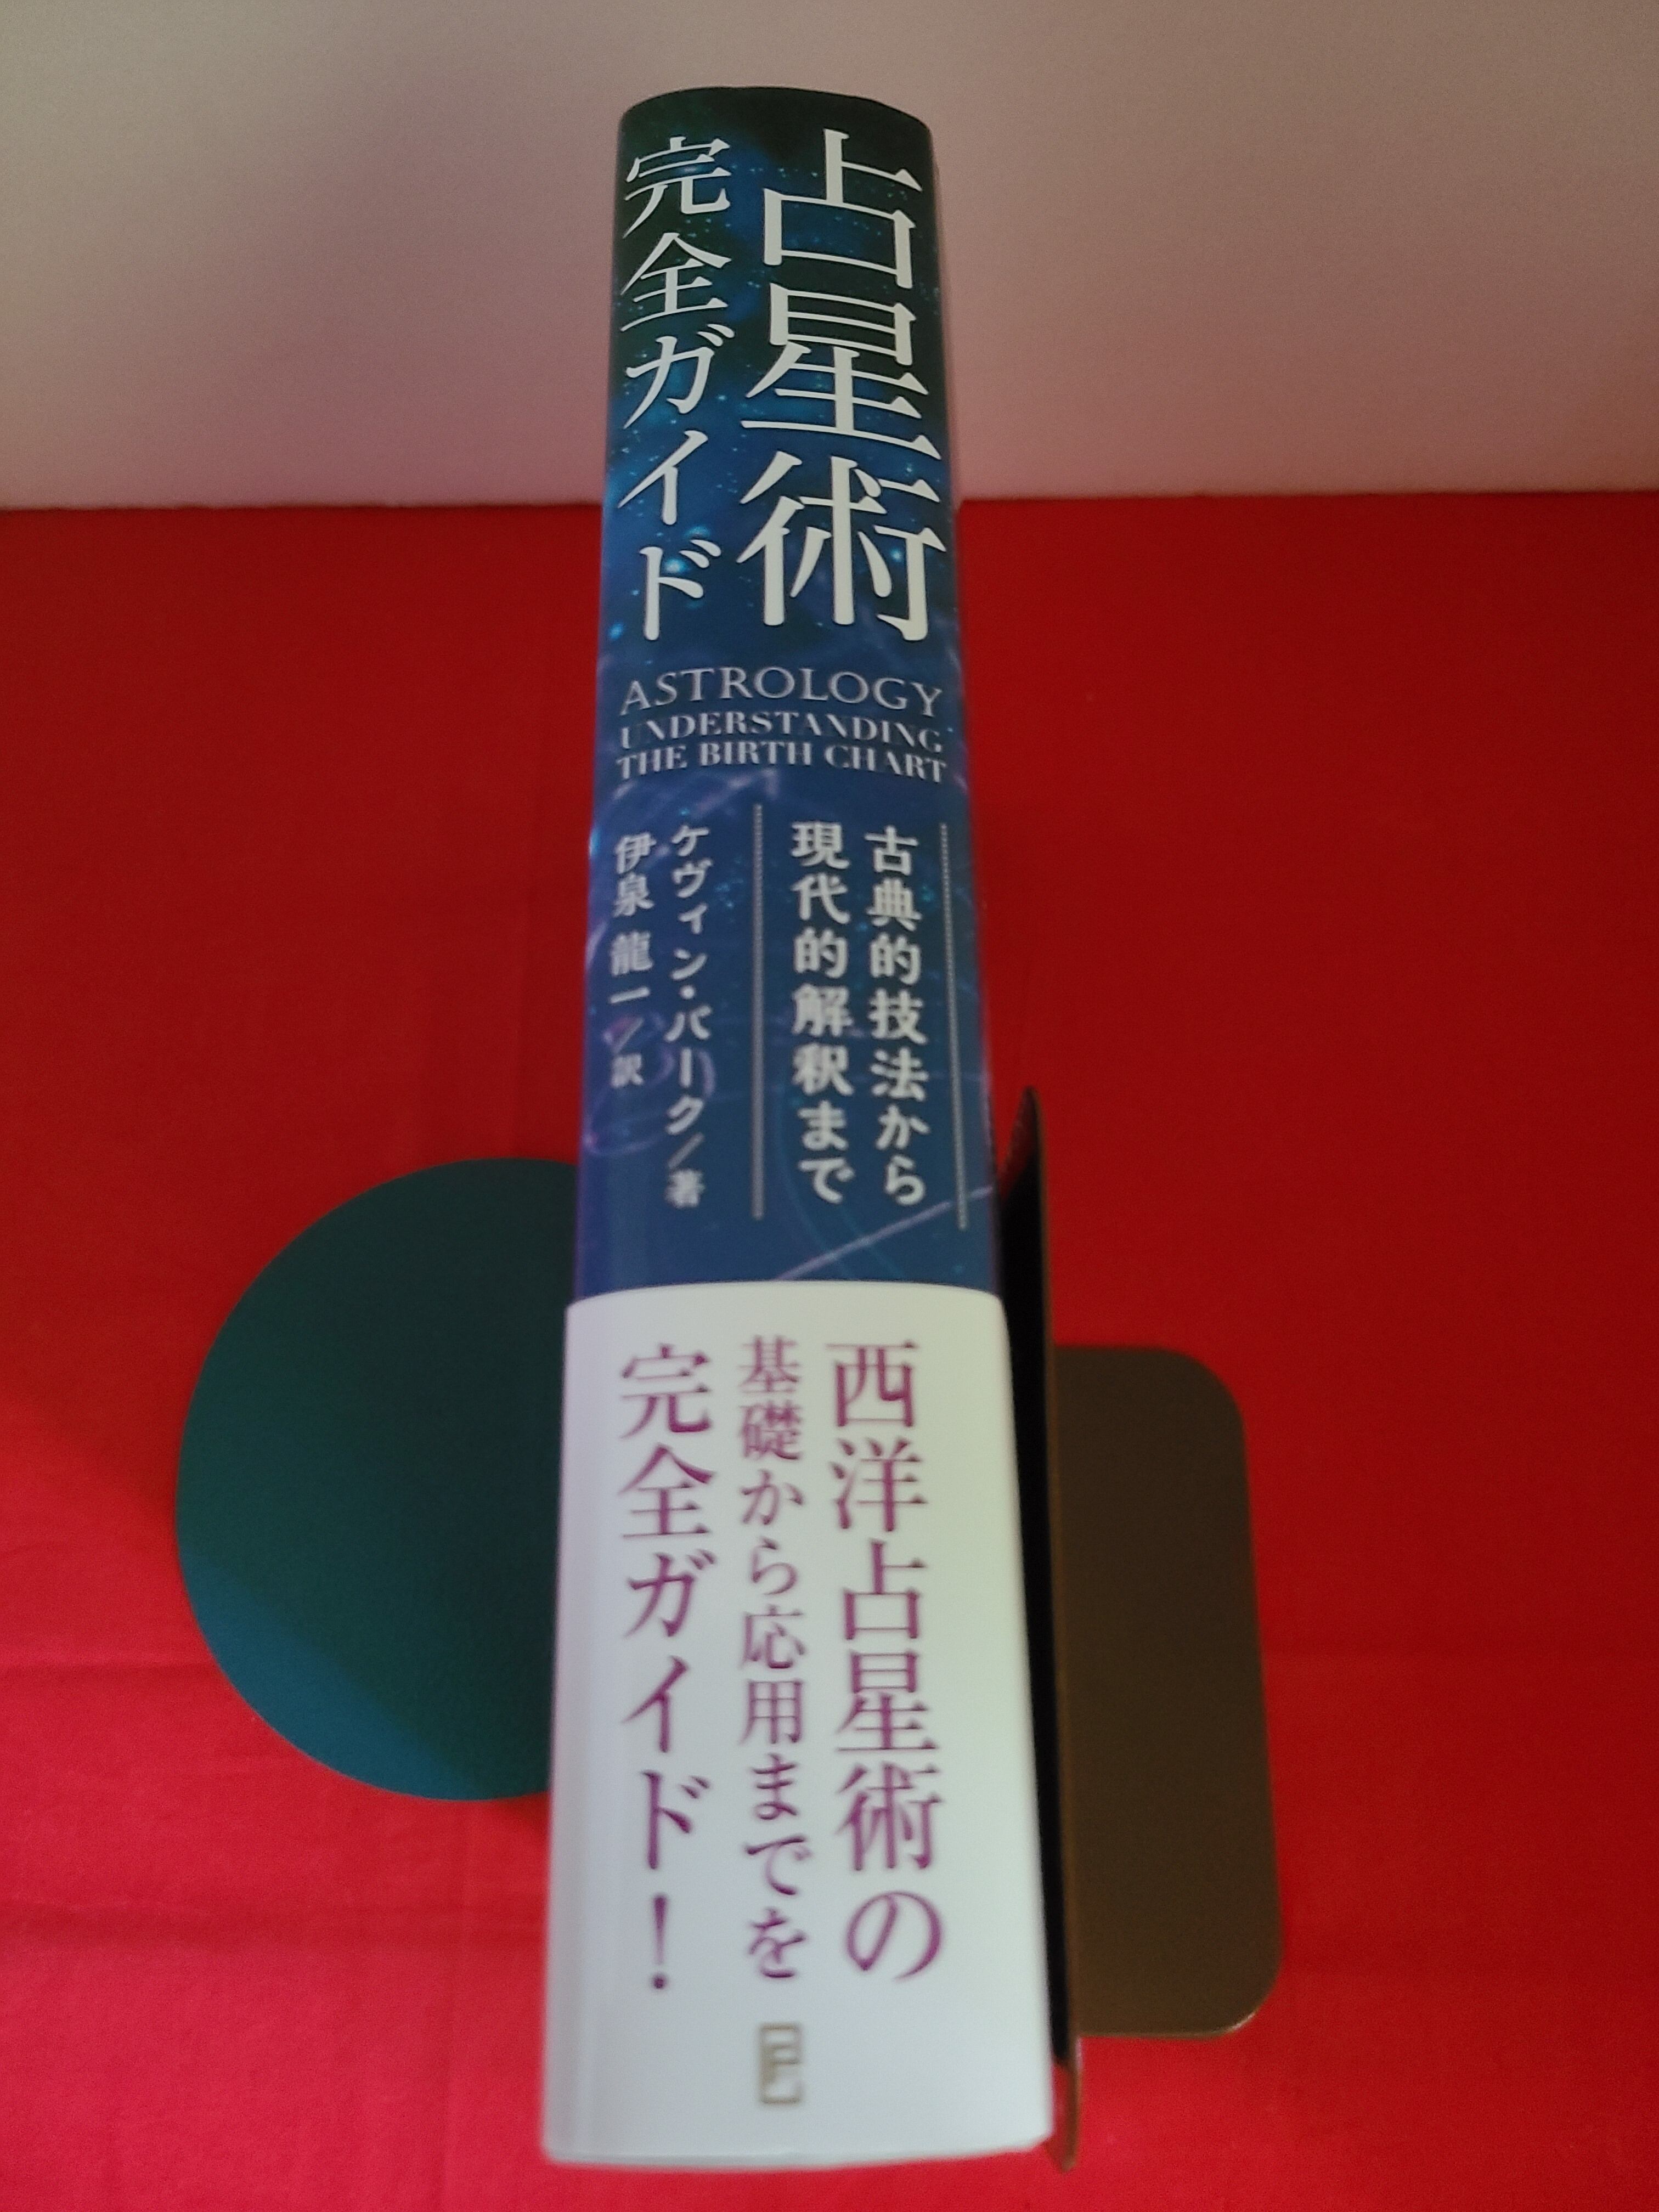 占星術
完全ガイド
ASTROLOGY
UNDERSTANDING
THE BIRTH CHART
古典的技法から
現代的解釈まで
ケヴィン・バーク/著
伊泉 龍一/訳
西洋占星術の
基礎から応用までを
完全ガイド!